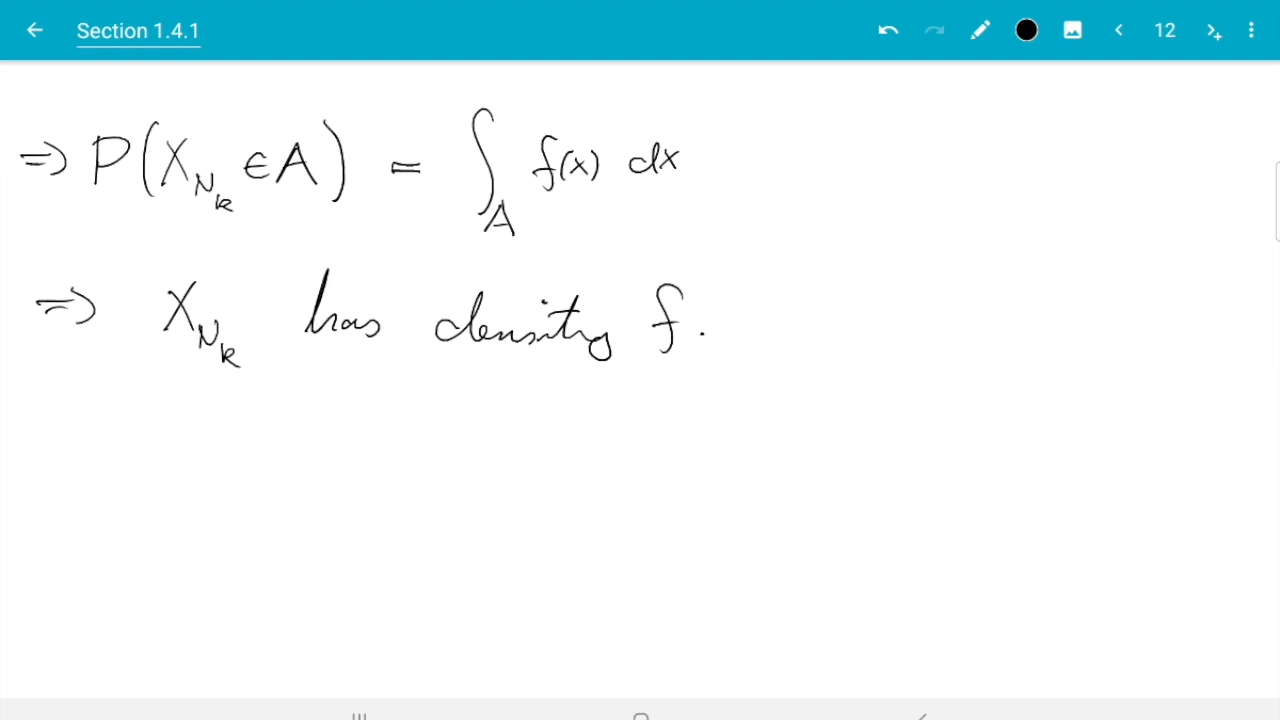 Section 1.4.1
12
⇒ P(X_{N_k} ∈ A) = ∫_A f(x) dx
⇒ X_{N_k} has density f.